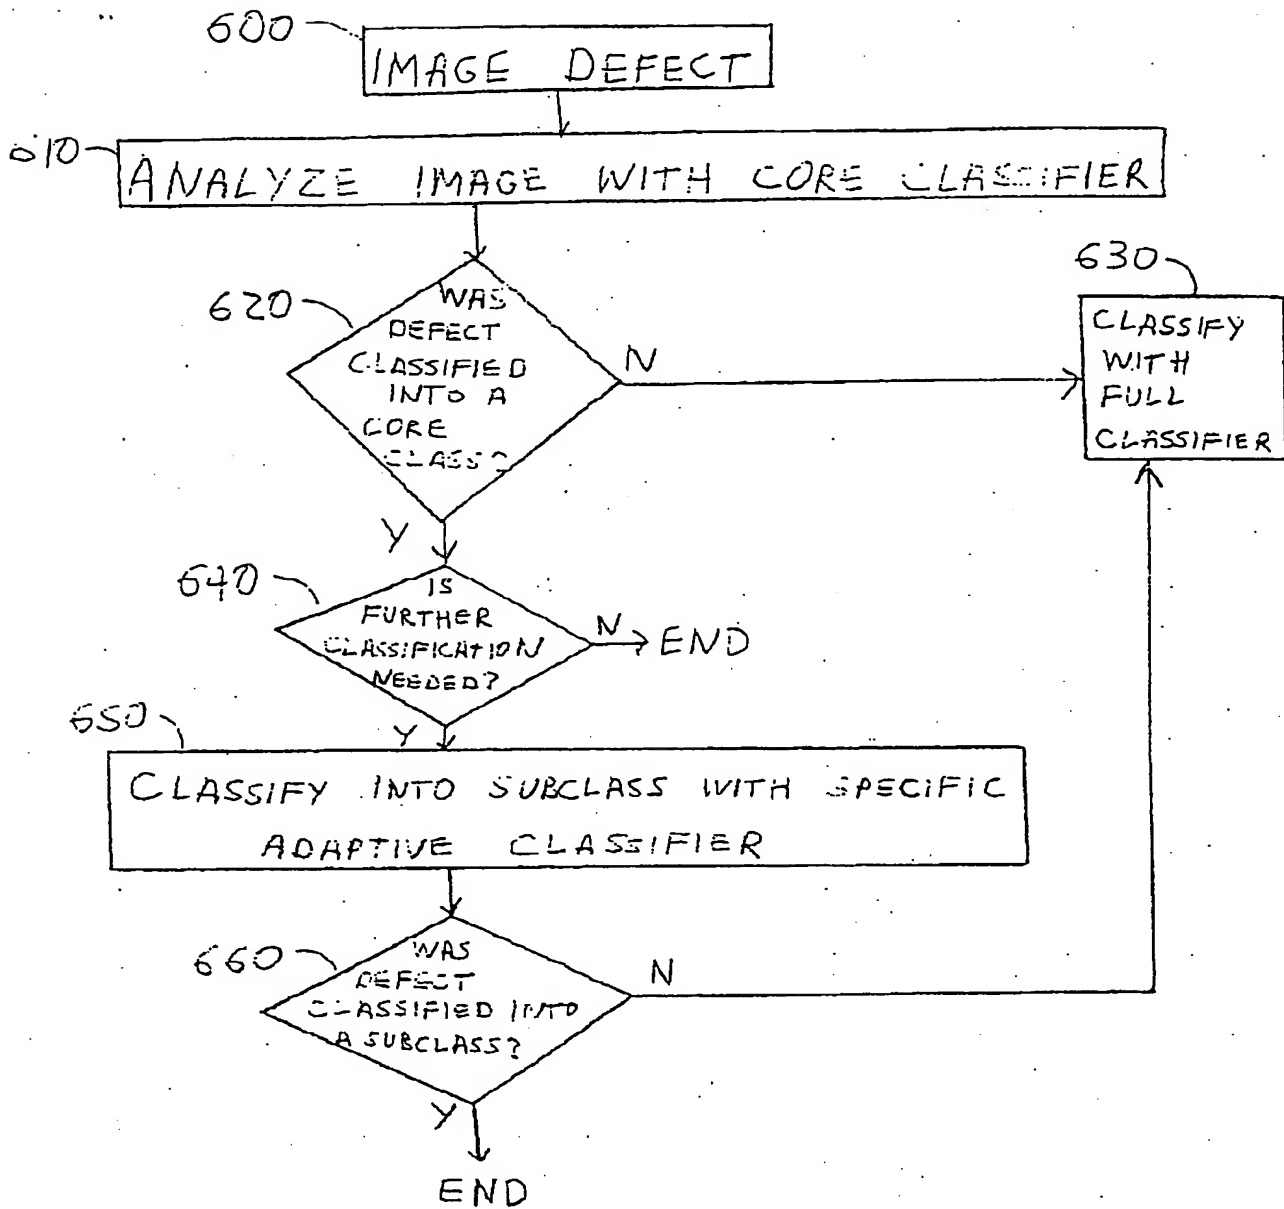 600
IMAGE DEFECT
610
ANALYZE IMAGE WITH CORE CLASSIFIER
620
WAS
DEFECT
CLASSIFIED
INTO A
CORE
CLASS?
N
630
CLASSIFY
WITH
FULL
CLASSIFIER
Y
640
IS
FURTHER
CLASSIFICATION
NEEDED?
N
END
Y
650
CLASSIFY INTO SUBCLASS WITH SPECIFIC
ADAPTIVE CLASSIFIER
660
WAS
DEFECT
CLASSIFIED INTO
A SUBCLASS?
N
Y
END